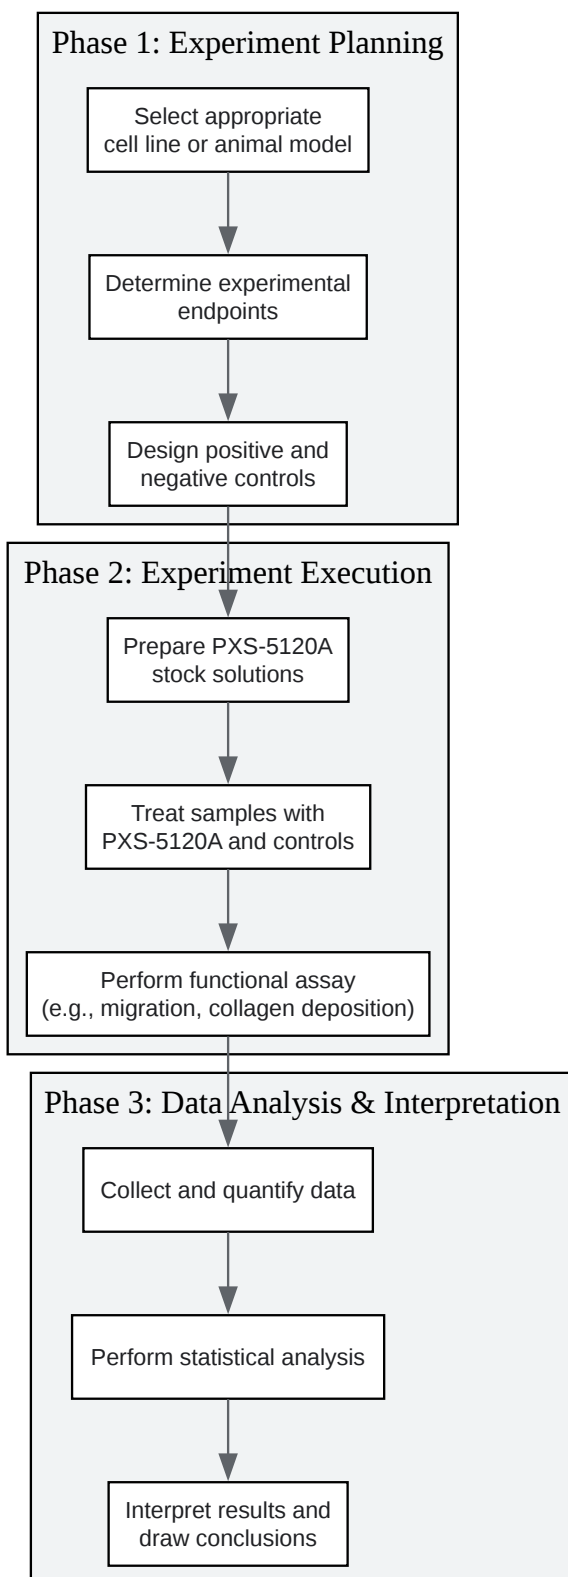 Phase 1: Experiment Planning
Select appropriate
cell line or animal model
Determine experimental
endpoints
Design positive and
negative controls
Phase 2: Experiment Execution
Prepare PXS-5120A
stock solutions
Treat samples with
PXS-5120A and controls
Perform functional assay
(e.g., migration, collagen deposition)
Phase 3: Data Analysis & Interpretation
Collect and quantify data
Perform statistical analysis
Interpret results and
draw conclusions